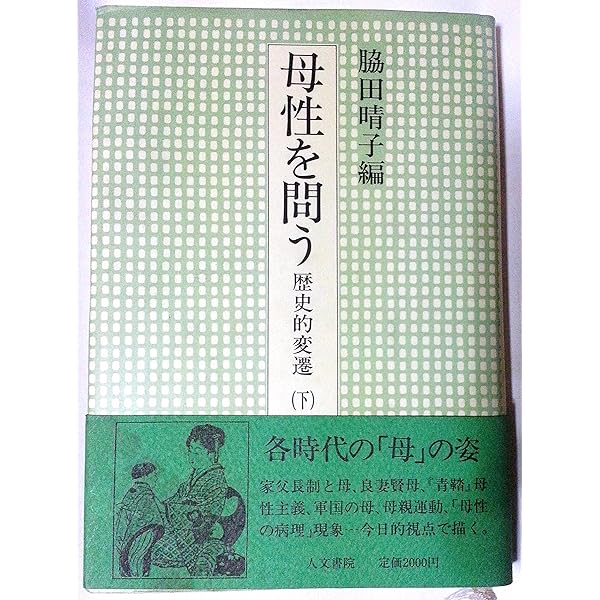 脇田晴子編
母性を問う
歴史的変遷
(下)
各時代の「母」の姿
家父長制と母、良妻賢母、『青鞜』母
性主義、軍国の母、母親運動、「母性
の病理」現象―今日的視点で描く。
人文書院 定価2000円